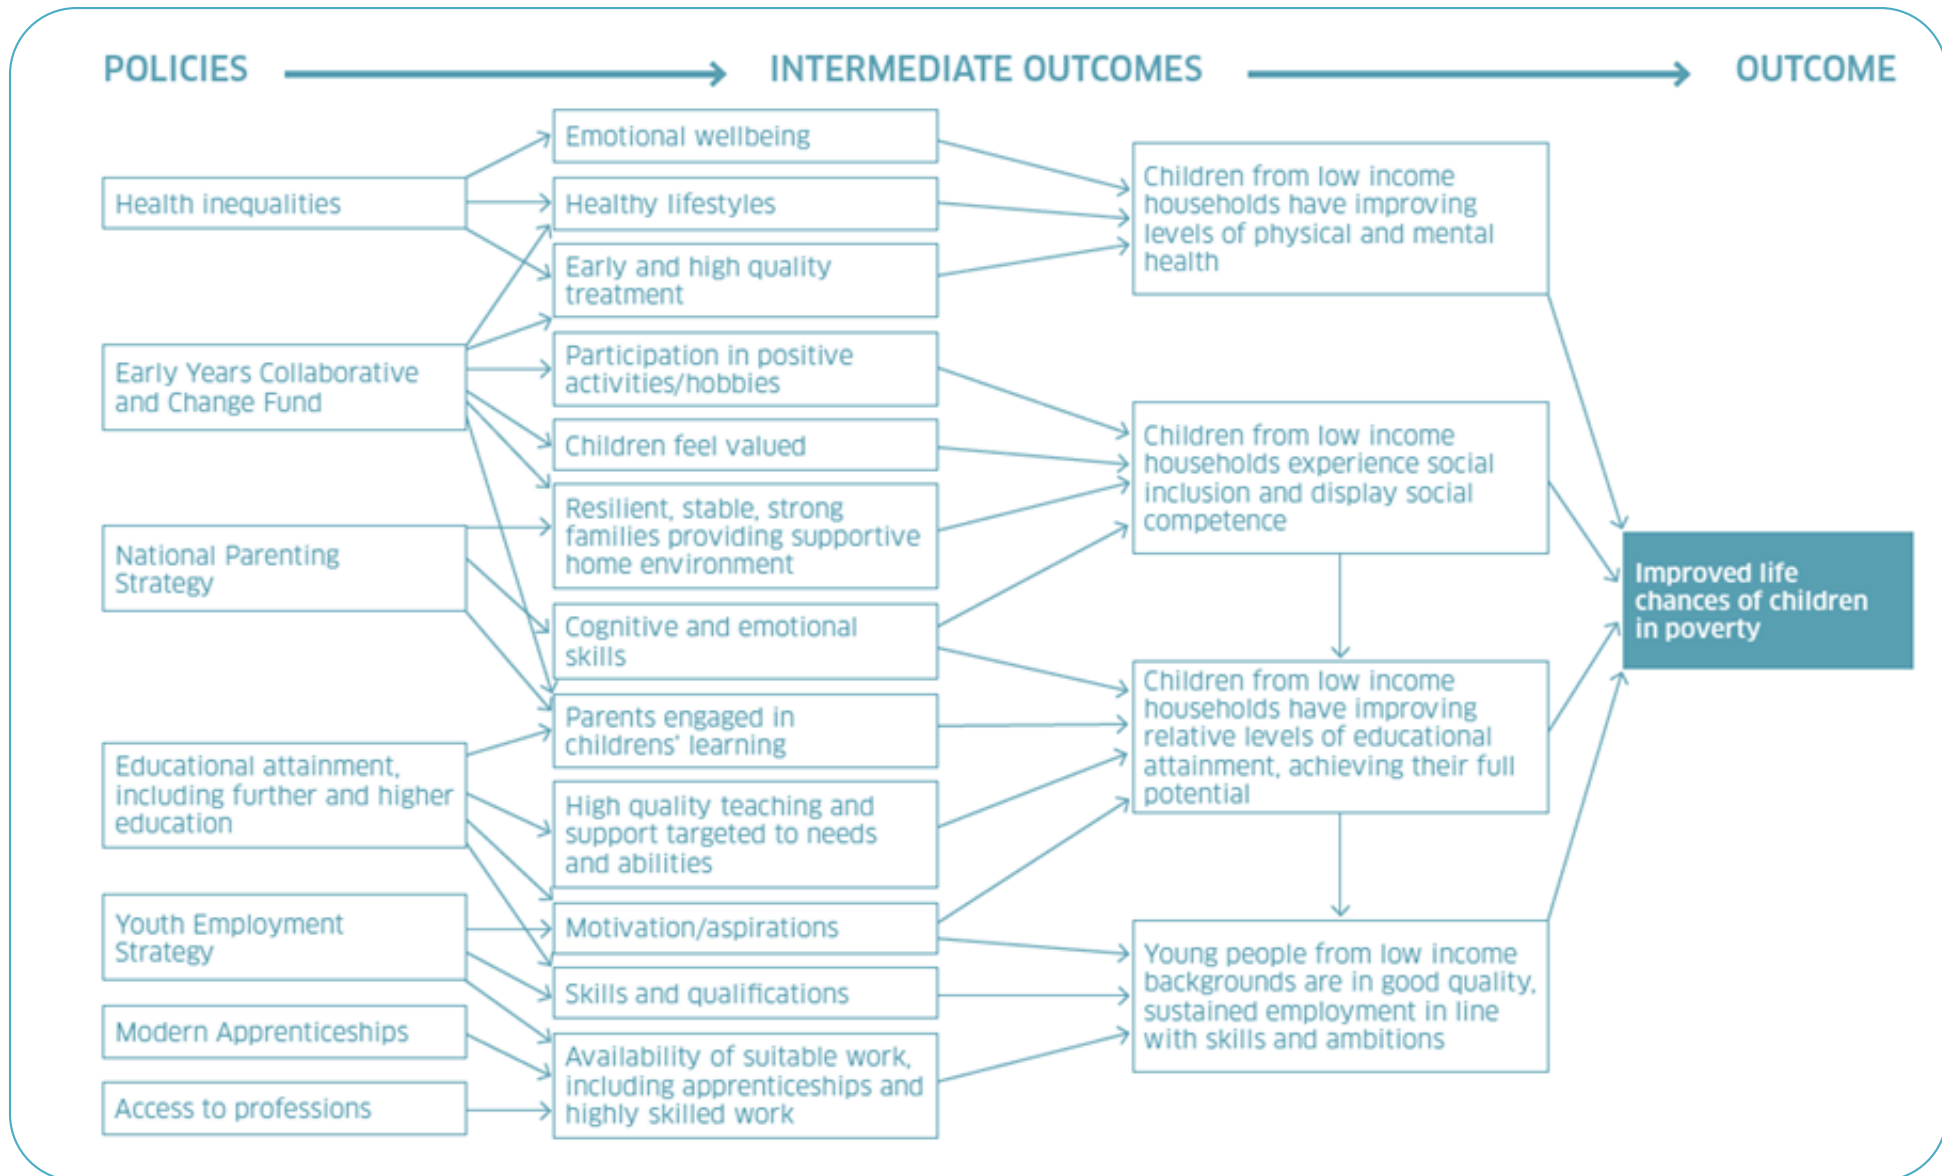 POLICIES
INTERMEDIATE OUTCOMES
OUTCOME
Health inequalities
Early Years Collaborative
and Change Fund
National Parenting
Strategy
Educational attainment,
including further and higher
education
Youth Employment
Strategy
Modern Apprenticeships
Access to professions
Emotional wellbeing
Healthy lifestyles
Early and high quality
treatment
Participation in positive
activities/hobbies
Children feel valued
Resilient, stable, strong
families providing supportive
home environment
Cognitive and emotional
skills
Parents engaged in
childrens' learning
High quality teaching and
support targeted to needs
and abilities
Motivation/aspirations
Skills and qualifications
Availability of suitable work,
including apprenticeships and
highly skilled work
Children from low income
households have improving
levels of physical and mental
health
Children from low income
households experience social
inclusion and display social
competence
Children from low income
households have improving
relative levels of educational
attainment, achieving their full
potential
Young people from low income
backgrounds are in good quality,
sustained employment in line
with skills and ambitions
Improved life
chances of children
in poverty